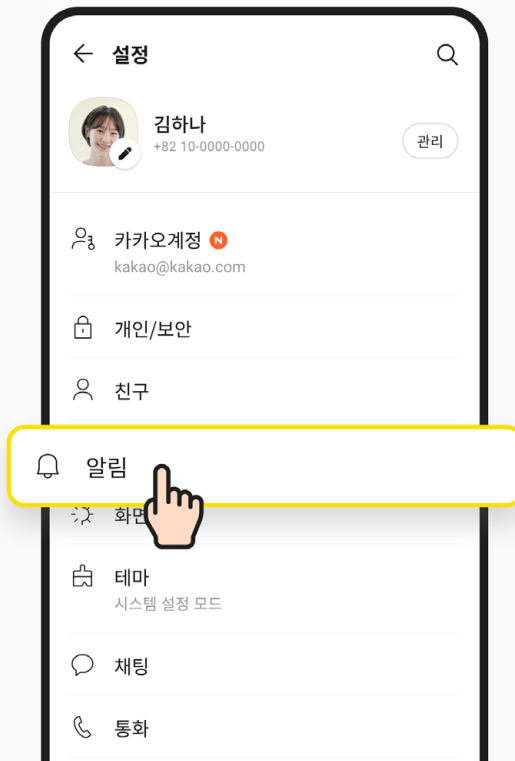 설정
김하나
+82 10-0000-0000
관리
카카오계정 N
kakao@kakao.com
개인/보안
친구
알림
화면
테마
시스템 설정 모드
채팅
통화